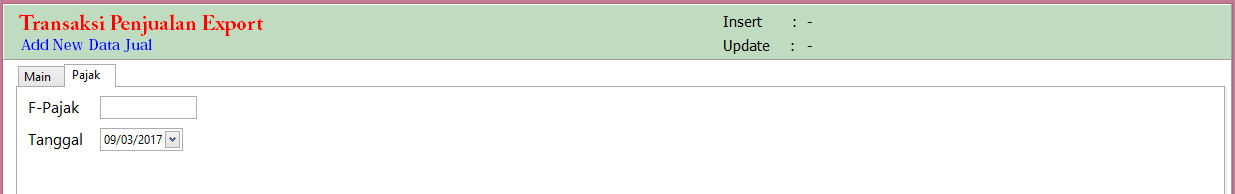 Transaksi Penjualan Export
Add New Data Jual
Insert : -
Update : -
Main Pajak
F-Pajak
Tanggal 09/03/2017